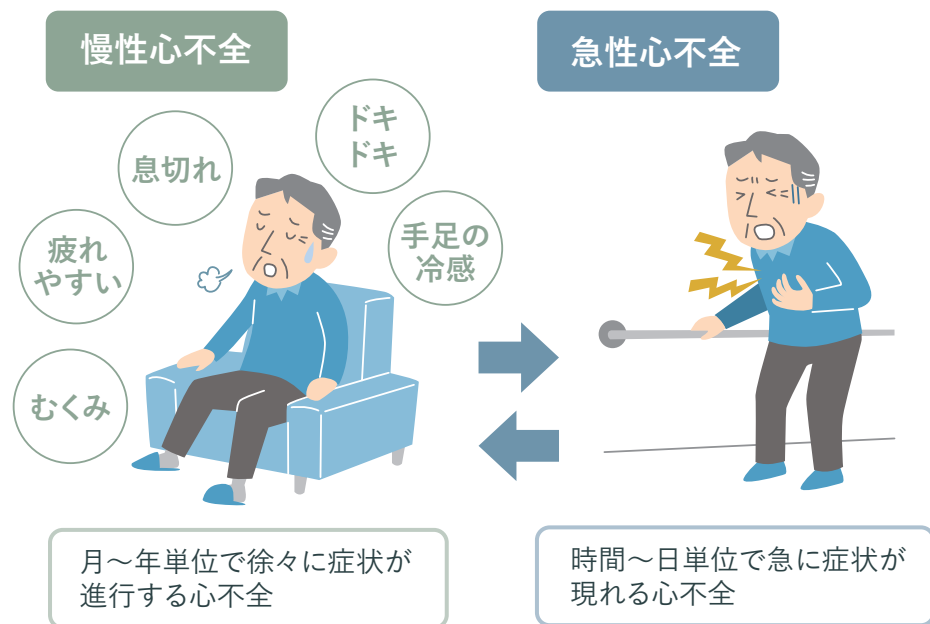 慢性心不全
急性心不全
ドキ
ドキ
息切れ
手足の
冷感
疲れ
やすい
むくみ
月〜年単位で徐々に症状が
進行する心不全
時間〜日単位で急に症状が
現れる心不全